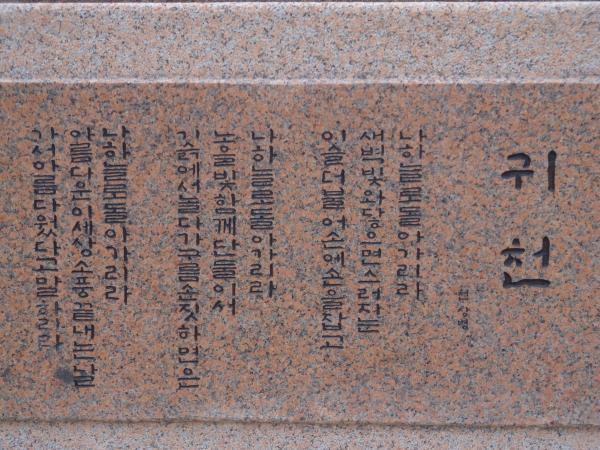 귀천
천상병
나하늘로돌아가리라
새벽빛와닿으면스러지는
이슬더불어손에손을잡고
나하늘로돌아가리라
노을빛함께단둘이서
기슭에서놀다가구름손짓하면은
나하늘로돌아가리라
아름다운이세상소풍끝내는날
가서아름다웠다고말하리라